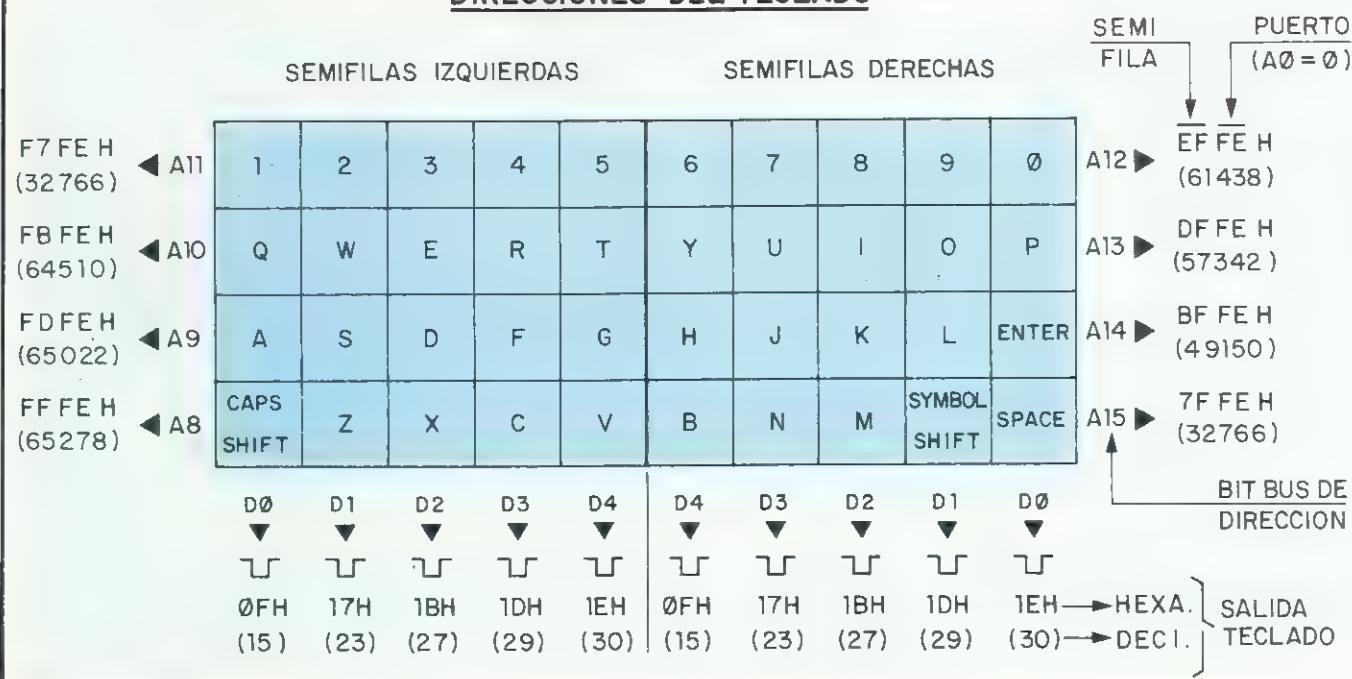 DIRECCIONES DEL TECLADO
SEMI FILA
PUERTO (AØ = Ø)
SEMIFILAS IZQUIERDAS
SEMIFILAS DERECHAS
F7 FE H (32766) A11 1 2 3 4 5 6 7 8 9 Ø A12 EF FE H (61438)
FB FE H (64510) A10 Q W E R T Y U I O P A13 DF FE H (57342)
FD FE H (65022) A9 A S D F G H J K L ENTER A14 BF FE H (49150)
FF FE H (65278) A8 CAPS SHIFT Z X C V B N M SYMBOL SHIFT SPACE A15 7F FE H (32766)
DØ D1 D2 D3 D4 D4 D3 D2 D1 DØ
BIT BUS DE DIRECCION
ØFH 17H 1BH 1DH 1EH ØFH 17H 1BH 1DH 1EH HEXA.
(15) (23) (27) (29) (30) (15) (23) (27) (29) (30) DECI.
SALIDA TECLADO